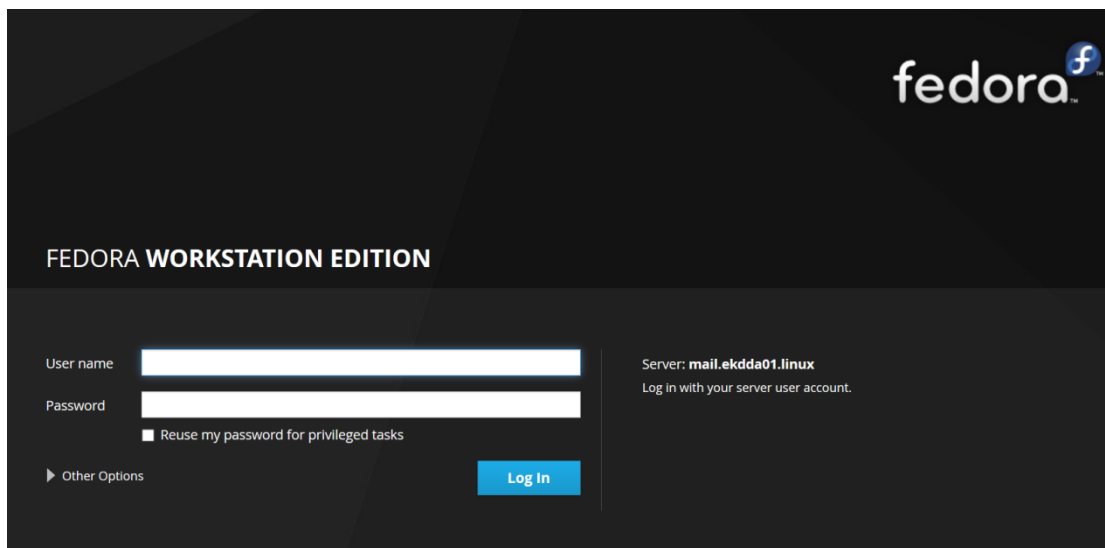 fedora
FEDORA WORKSTATION EDITION
User name
Password
Reuse my password for privileged tasks
Other Options
Log In
Server: mail.ekdda01.linux
Log in with your server user account.